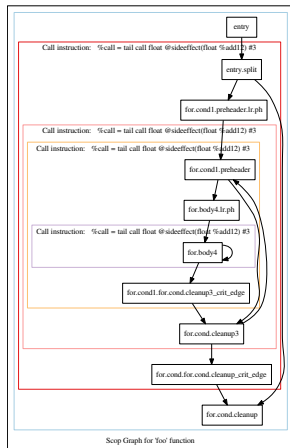 entry
Call instruction: %call = tail call float @sideeffect(float %add12) #3
entry.split
for.cond1.preheader.lr.ph
Call instruction: %call = tail call float @sideeffect(float %add12) #3
Call instruction: %call = tail call float @sideeffect(float %add12) #3
for.cond1.preheader
for.body4.lr.ph
Call instruction: %call = tail call float @sideeffect(float %add12) #3
for.body4
for.cond1.for.cond.cleanup3_crit_edge
for.cond.cleanup3
for.cond.for.cond.cleanup_crit_edge
for.cond.cleanup
Scop Graph for 'foo' function